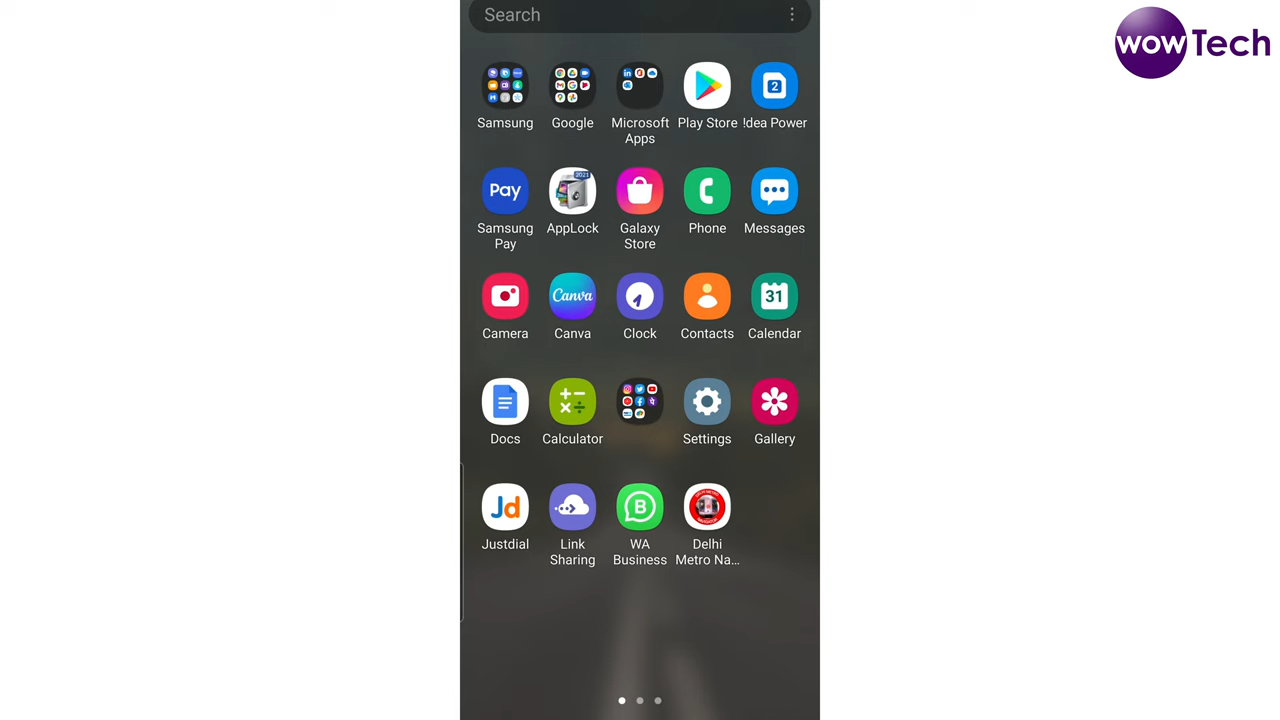 Search
wowTech
Samsung
Google
Microsoft
Apps
Play Store
!dea Power
2
Pay
2021
Samsung
Pay
AppLock
Galaxy
Store
Phone
Messages
Canva
31
Camera
Canva
Clock
Contacts
Calendar
Docs
Calculator
Settings
Gallery
Jd
B
Justdial
Link
Sharing
WA
Business
Delhi
Metro Na...